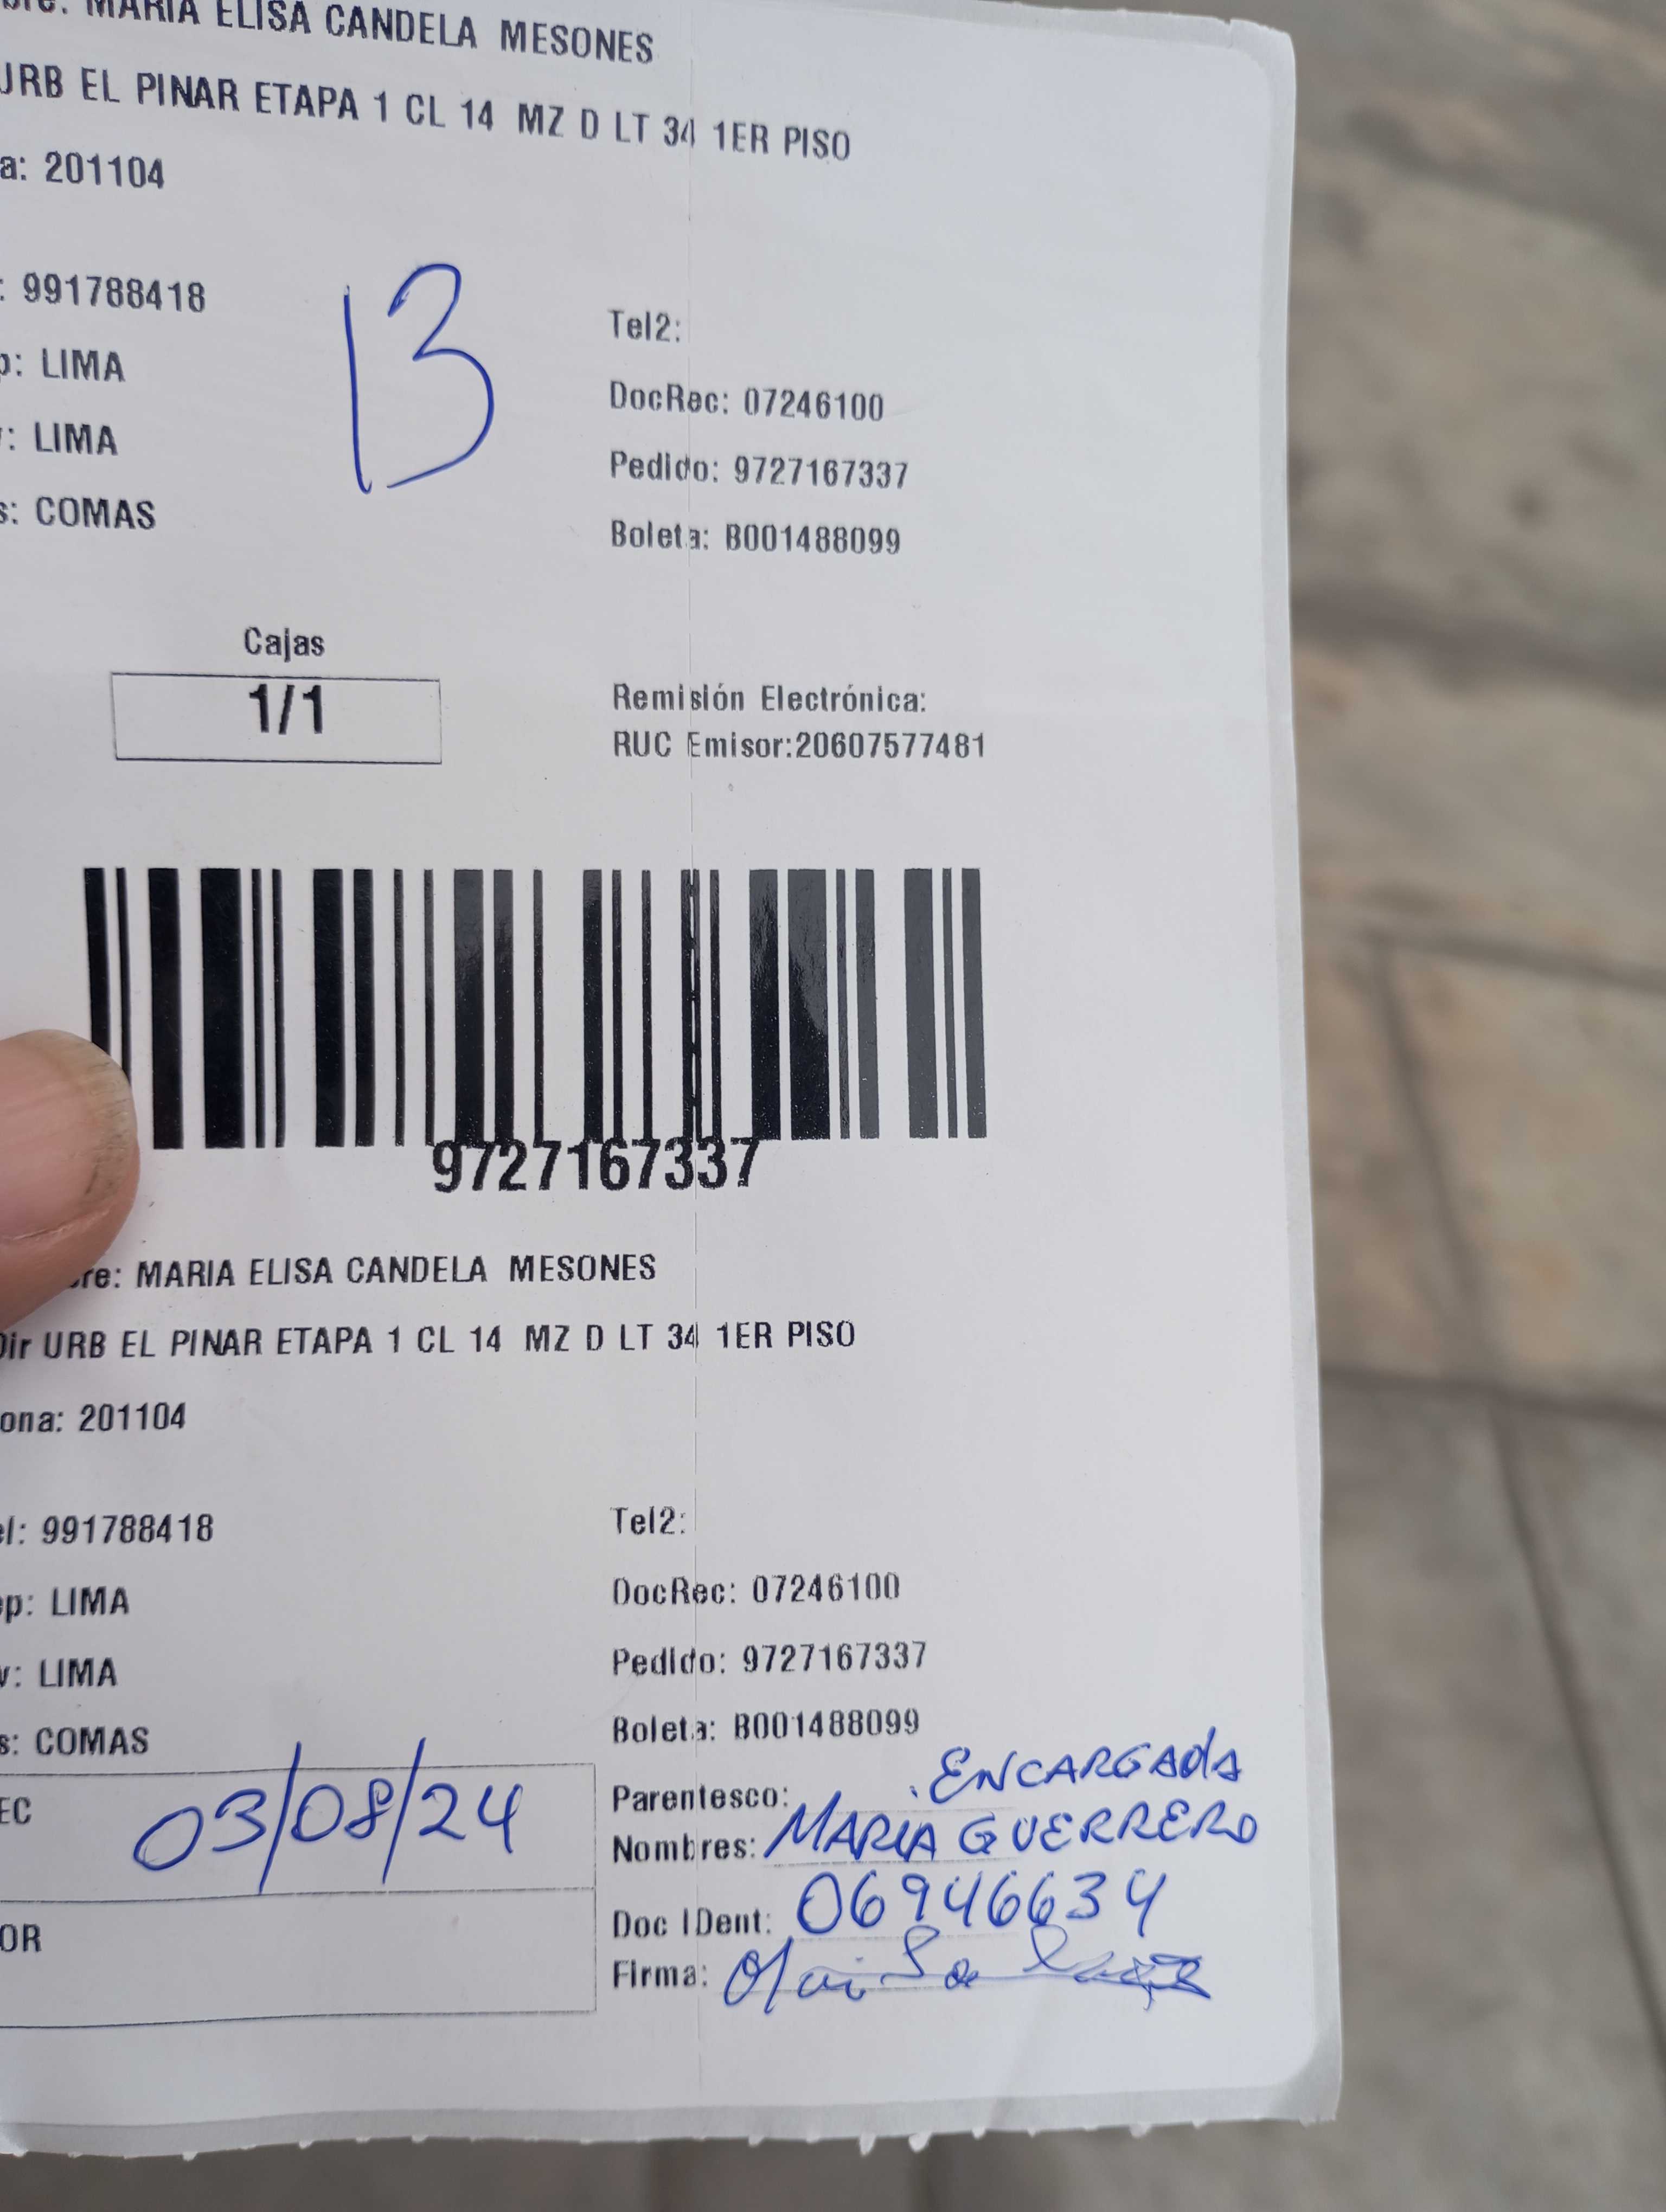 bre: MARIA ELISA CANDELA MESONES
URB EL PINAR ETAPA 1 CL 14 MZ D LT 34 1ER PISO
a: 201104
: 991788418
13
Tel2:
p: LIMA
DocRec: 07246100
v: LIMA
Pedido: 9727167337
s: COMAS
Boleta: B001488099
Cajas
1/1
Remisión Electrónica:
RUC Emisor:20607577481
9727167337
re: MARIA ELISA CANDELA MESONES
Dir URB EL PINAR ETAPA 1 CL 14 MZ D LT 34 1ER PISO
ona: 201104
el: 991788418
Tel2:
ep: LIMA
DocRec: 07246100
v: LIMA
Pedido: 9727167337
s: COMAS
Boleta: B001488099
EC 03/08/24
Parentesco: ENCARGADA
Nombres: MARIA GUERRERO
OR
Doc IDent: 06946634
Firma: